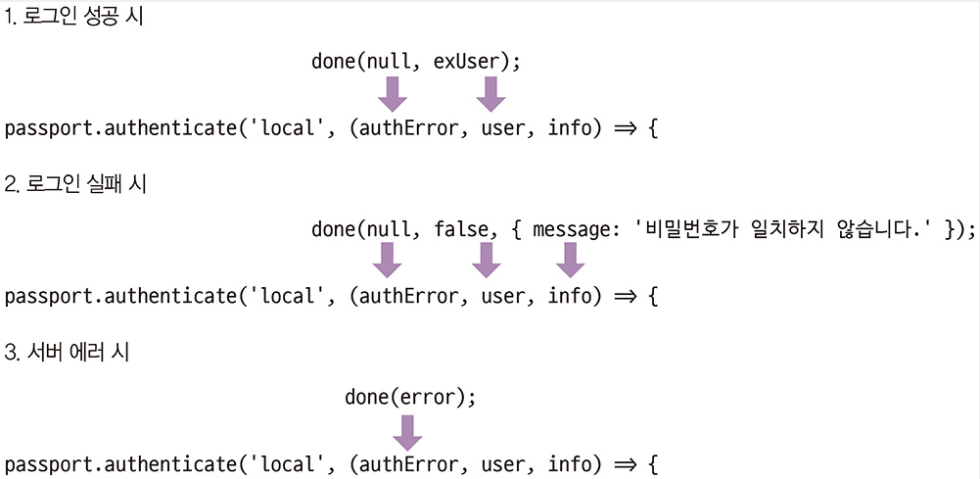 1. 로그인 성공 시
done(null, exUser);
passport.authenticate('local', (authError, user, info) => {
2. 로그인 실패 시
done(null, false, { message: '비밀번호가 일치하지 않습니다.' });
passport.authenticate('local', (authError, user, info) => {
3. 서버 에러 시
done(error);
passport.authenticate('local', (authError, user, info) => {